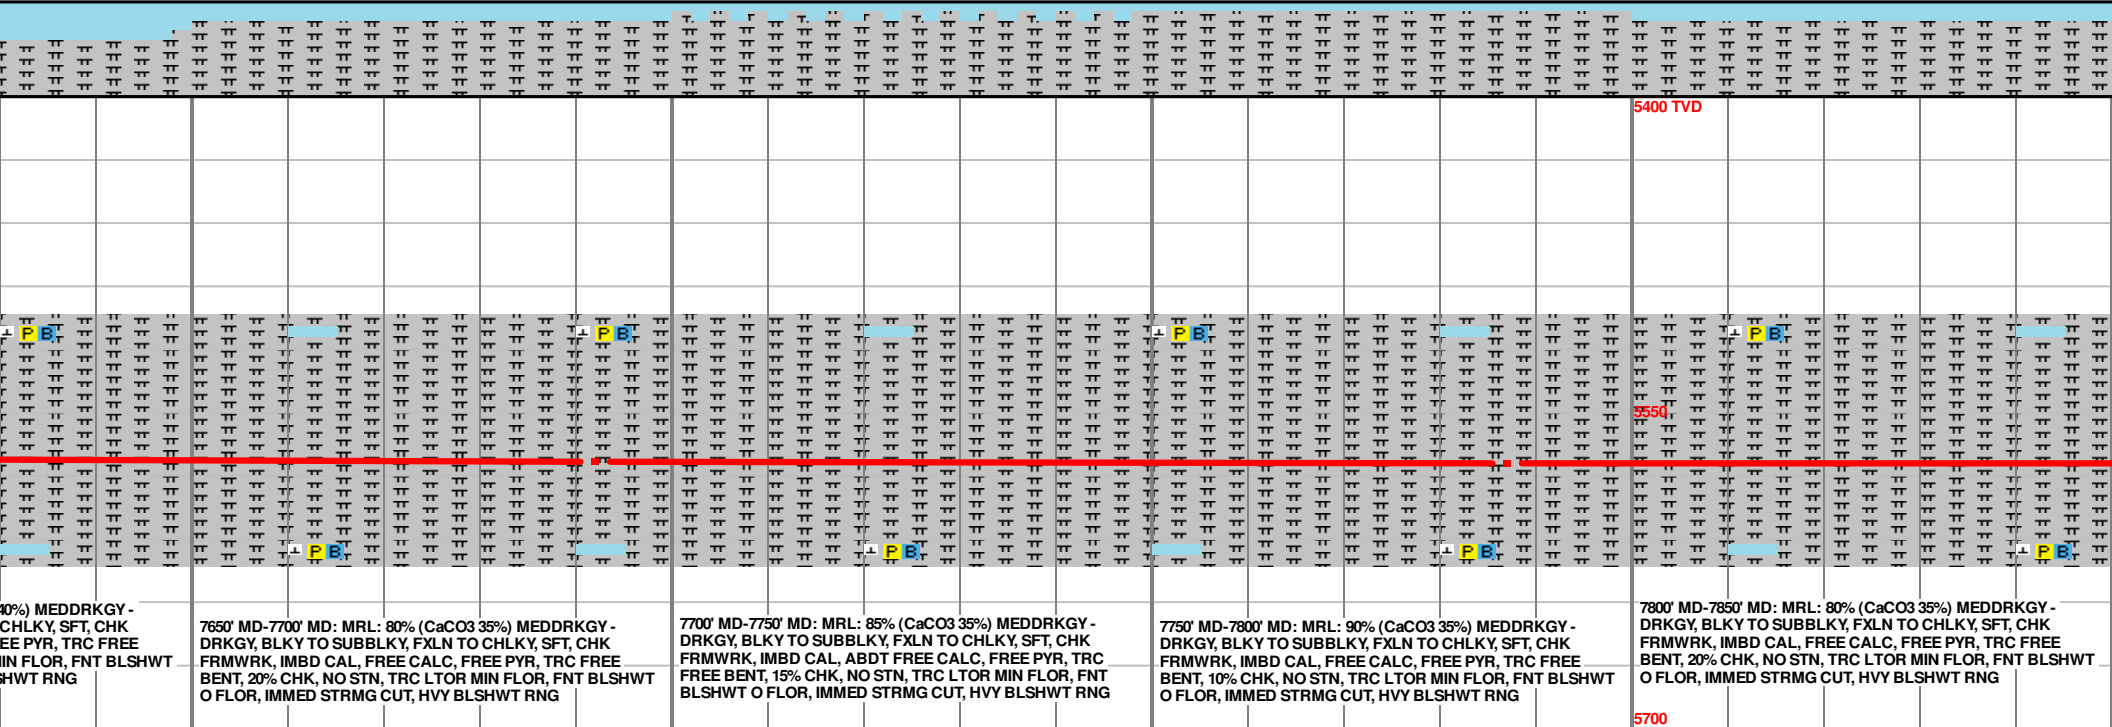 5400 TVD
P B
P B
P B
P B
5550
P B
P B
P B
P B
40%) MEDDRKGY -
CHLKY, SFT, CHK
EE PYR, TRC FREE
IN FLOR, FNT BLSHWT
SHWT RNG
7650' MD-7700' MD: MRL: 80% (CaCO3 35%) MEDDRKGY -
DRKGY, BLKY TO SUBBLKY, FXLN TO CHLKY, SFT, CHK
FRMWRK, IMBD CAL, FREE CALC, FREE PYR, TRC FREE
BENT, 20% CHK, NO STN, TRC LTOR MIN FLOR, FNT BLSHWT
O FLOR, IMMED STRMG CUT, HVY BLSHWT RNG
7700' MD-7750' MD: MRL: 85% (CaCO3 35%) MEDDRKGY -
DRKGY, BLKY TO SUBBLKY, FXLN TO CHLKY, SFT, CHK
FRMWRK, IMBD CAL, ABDT FREE CALC, FREE PYR, TRC
FREE BENT, 15% CHK, NO STN, TRC LTOR MIN FLOR, FNT
BLSHWT O FLOR, IMMED STRMG CUT, HVY BLSHWT RNG
7750' MD-7800' MD: MRL: 90% (CaCO3 35%) MEDDRKGY -
DRKGY, BLKY TO SUBBLKY, FXLN TO CHLKY, SFT, CHK
FRMWRK, IMBD CAL, FREE CALC, FREE PYR, TRC FREE
BENT, 10% CHK, NO STN, TRC LTOR MIN FLOR, FNT BLSHWT
O FLOR, IMMED STRMG CUT, HVY BLSHWT RNG
7800' MD-7850' MD: MRL: 80% (CaCO3 35%) MEDDRKGY -
DRKGY, BLKY TO SUBBLKY, FXLN TO CHLKY, SFT, CHK
FRMWRK, IMBD CAL, FREE CALC, FREE PYR, TRC FREE
BENT, 20% CHK, NO STN, TRC LTOR MIN FLOR, FNT BLSHWT
O FLOR, IMMED STRMG CUT, HVY BLSHWT RNG
5700